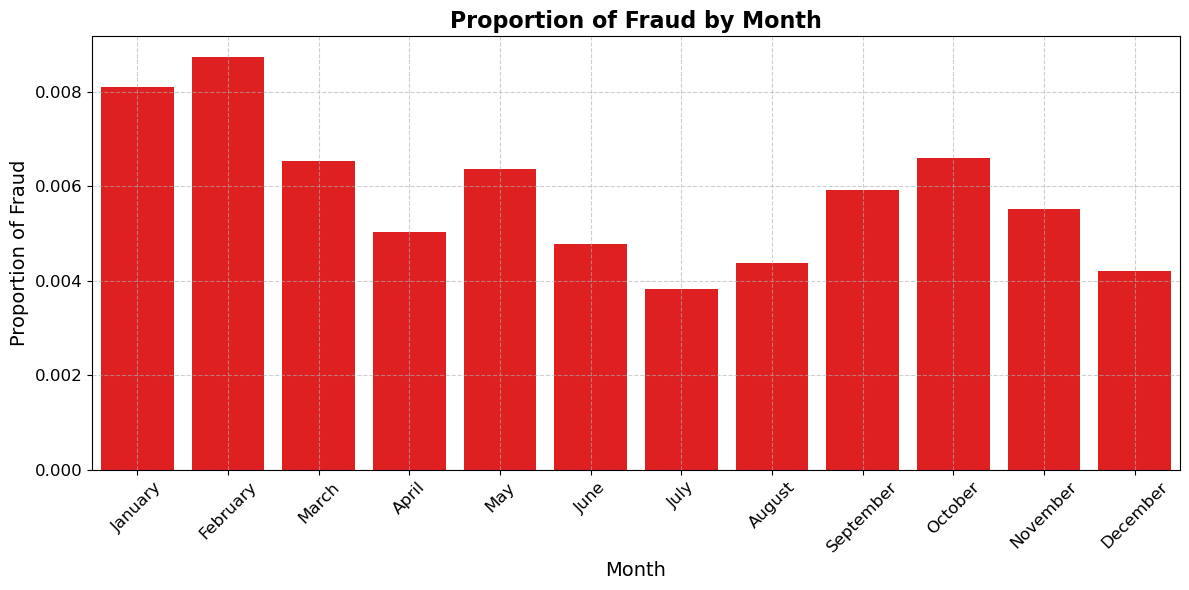 Proportion of Fraud by Month
Proportion of Fraud
0.008
0.006
0.004
0.002
0.000
January
February
March
April
May
June
July
August
September
October
November
December
Month